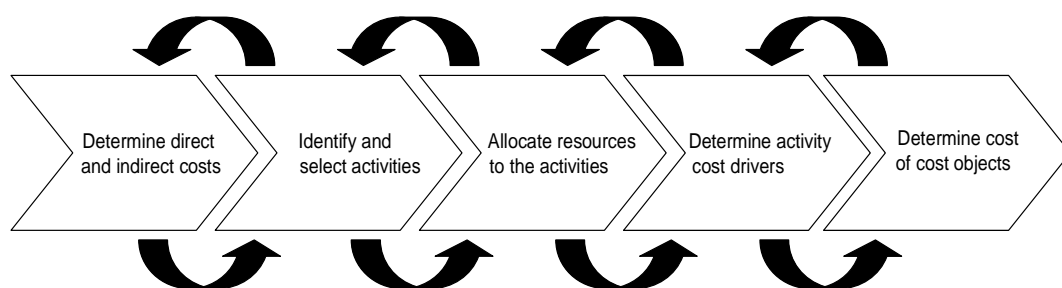 Determine direct
and indirect costs
Identify and
select activities
Allocate resources
to the activities
Determine activity
cost drivers
Determine cost
of cost objects